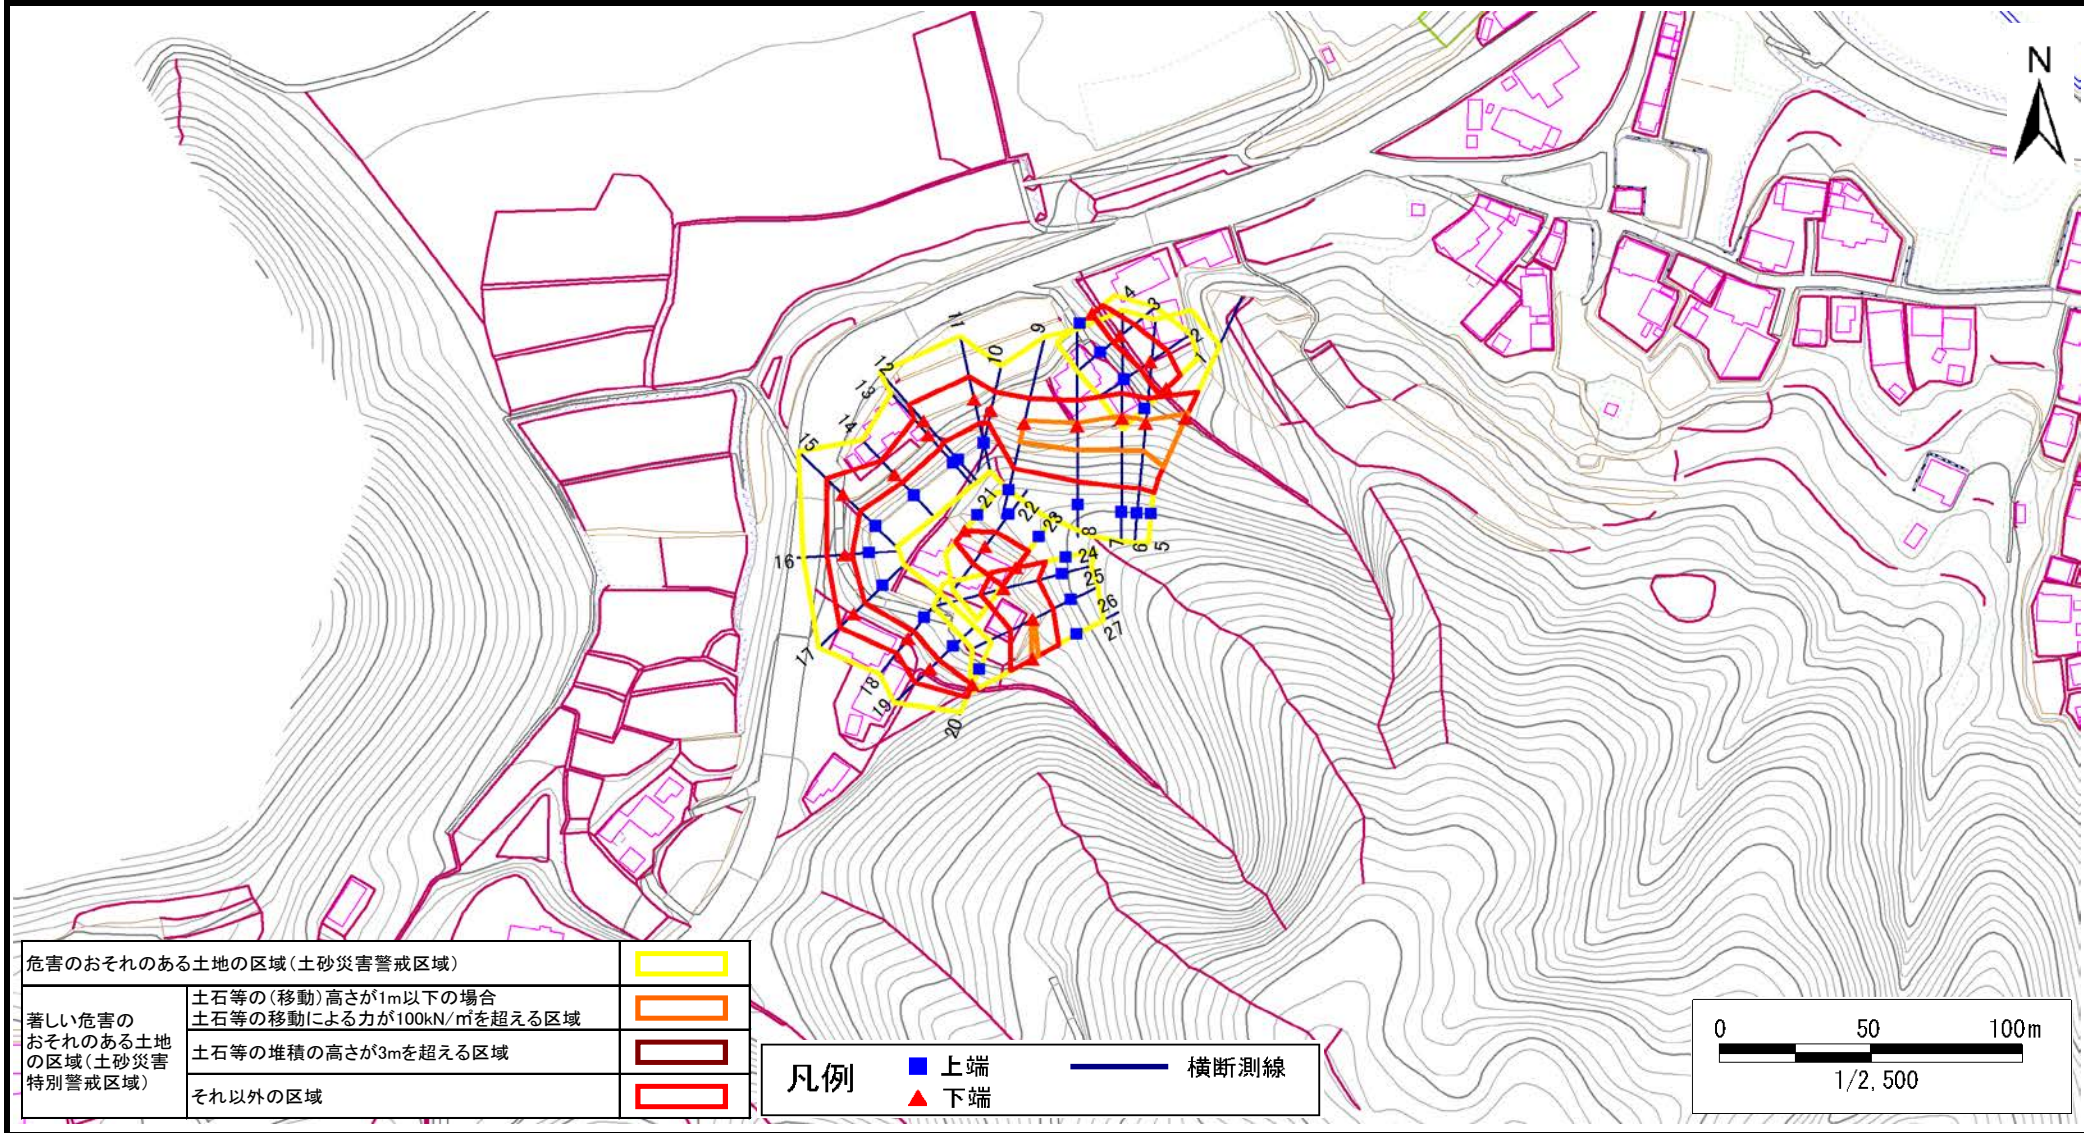 N
4
3
2
1
11
9
10
12
13
14
15
16
17
18
19
20
21
22
23
8
7
6
5
24
25
26
27
危害のおそれのある土地の区域(土砂災害警戒区域)
著しい危害の
おそれのある土地
の区域(土砂災害
特別警戒区域)
土石等の(移動)高さが1m以下の場合
土石等の移動による力が100kN/㎡を超える区域
土石等の堆積の高さが3mを超える区域
それ以外の区域
凡例
上端
下端
横断測線
0 50 100m
1/2,500